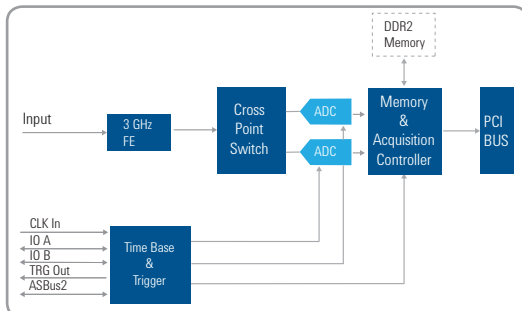 DDR2
Memory
Input
3 GHz
FE
Cross
Point
Switch
ADC
ADC
Memory
&
Acquisition
Controller
PCI
BUS
CLK In
IO A
IO B
TRG Out
ASBus2
Time Base
&
Trigger